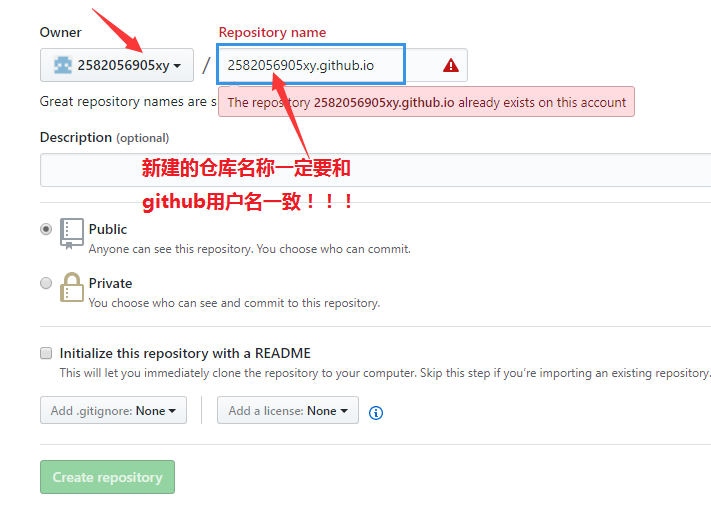 Owner
Repository name
2582056905xy
/
2582056905xy.github.io
Great repository names are s
The repository 2582056905xy.github.io already exists on this account
Description (optional)
新建的仓库名称一定要和
github用户名一致！！！
Public
Anyone can see this repository. You choose who can commit.
Private
You choose who can see and commit to this repository.
Initialize this repository with a README
This will let you immediately clone the repository to your computer. Skip this step if you're importing an existing repository.
Add .gitignore: None
Add a license: None
Create repository